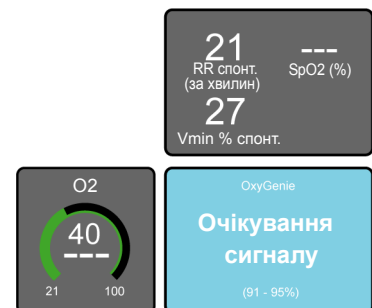 21 ---
RR спонт. SpO2 (%)
(за хвилин)
27
Vmin % спонт.
O2
40
---
21 100
OxyGenie
Очікування
сигналу
(91 - 95%)